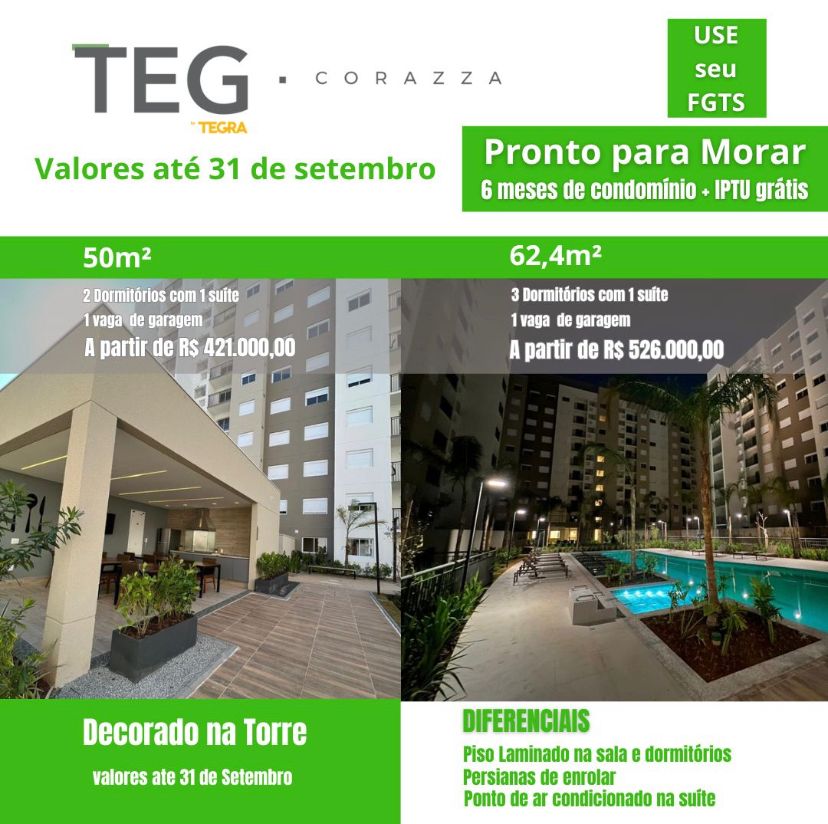 TEG · CORAZZA
by TEGRA
USE
seu
FGTS
Valores até 31 de setembro
Pronto para Morar
6 meses de condomínio + IPTU grátis
50m²
2 Dormitórios com 1 suíte
1 vaga de garagem
A partir de R$ 421.000,00
62,4m²
3 Dormitórios com 1 suíte
1 vaga de garagem
A partir de R$ 526.000,00
Decorado na Torre
valores ate 31 de Setembro
DIFERENCIAIS
Piso Laminado na sala e dormitórios
Persianas de enrolar
Ponto de ar condicionado na suíte